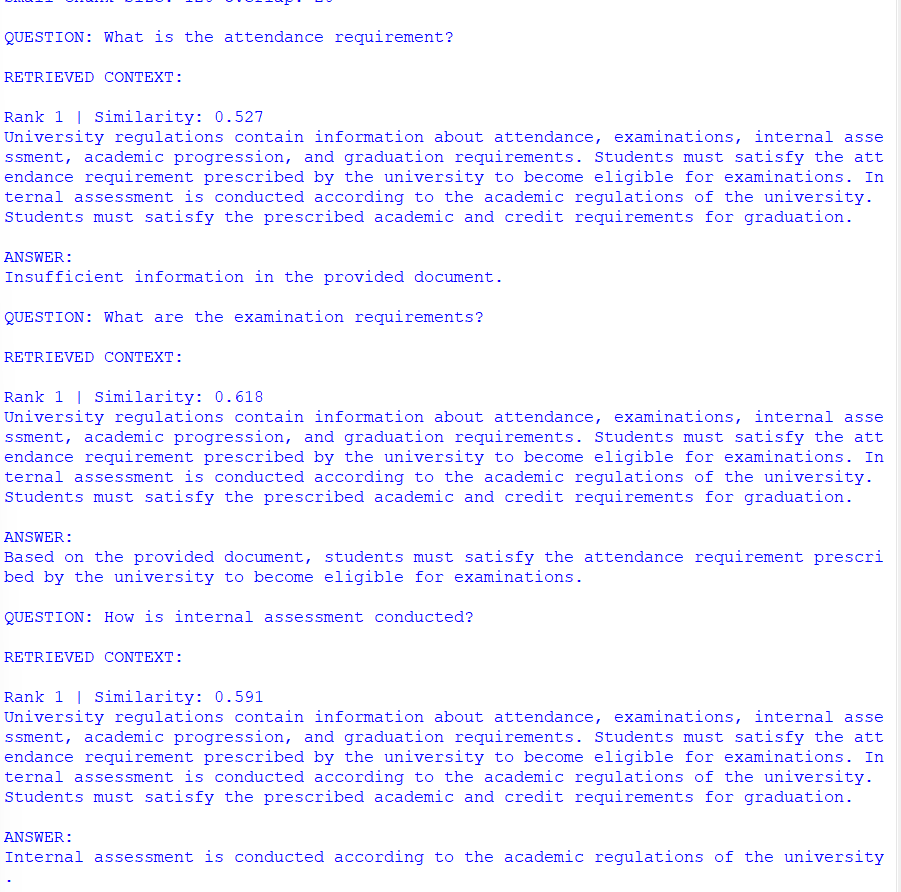 QUESTION: What is the attendance requirement?
RETRIEVED CONTEXT:
Rank 1 | Similarity: 0.527
University regulations contain information about attendance, examinations, internal asse
ssment, academic progression, and graduation requirements. Students must satisfy the att
endance requirement prescribed by the university to become eligible for examinations. In
ternal assessment is conducted according to the academic regulations of the university.
Students must satisfy the prescribed academic and credit requirements for graduation.
ANSWER:
Insufficient information in the provided document.
QUESTION: What are the examination requirements?
RETRIEVED CONTEXT:
Rank 1 | Similarity: 0.618
University regulations contain information about attendance, examinations, internal asse
ssment, academic progression, and graduation requirements. Students must satisfy the att
endance requirement prescribed by the university to become eligible for examinations. In
ternal assessment is conducted according to the academic regulations of the university.
Students must satisfy the prescribed academic and credit requirements for graduation.
ANSWER:
Based on the provided document, students must satisfy the attendance requirement prescri
bed by the university to become eligible for examinations.
QUESTION: How is internal assessment conducted?
RETRIEVED CONTEXT:
Rank 1 | Similarity: 0.591
University regulations contain information about attendance, examinations, internal asse
ssment, academic progression, and graduation requirements. Students must satisfy the att
endance requirement prescribed by the university to become eligible for examinations. In
ternal assessment is conducted according to the academic regulations of the university.
Students must satisfy the prescribed academic and credit requirements for graduation.
ANSWER:
Internal assessment is conducted according to the academic regulations of the university
.